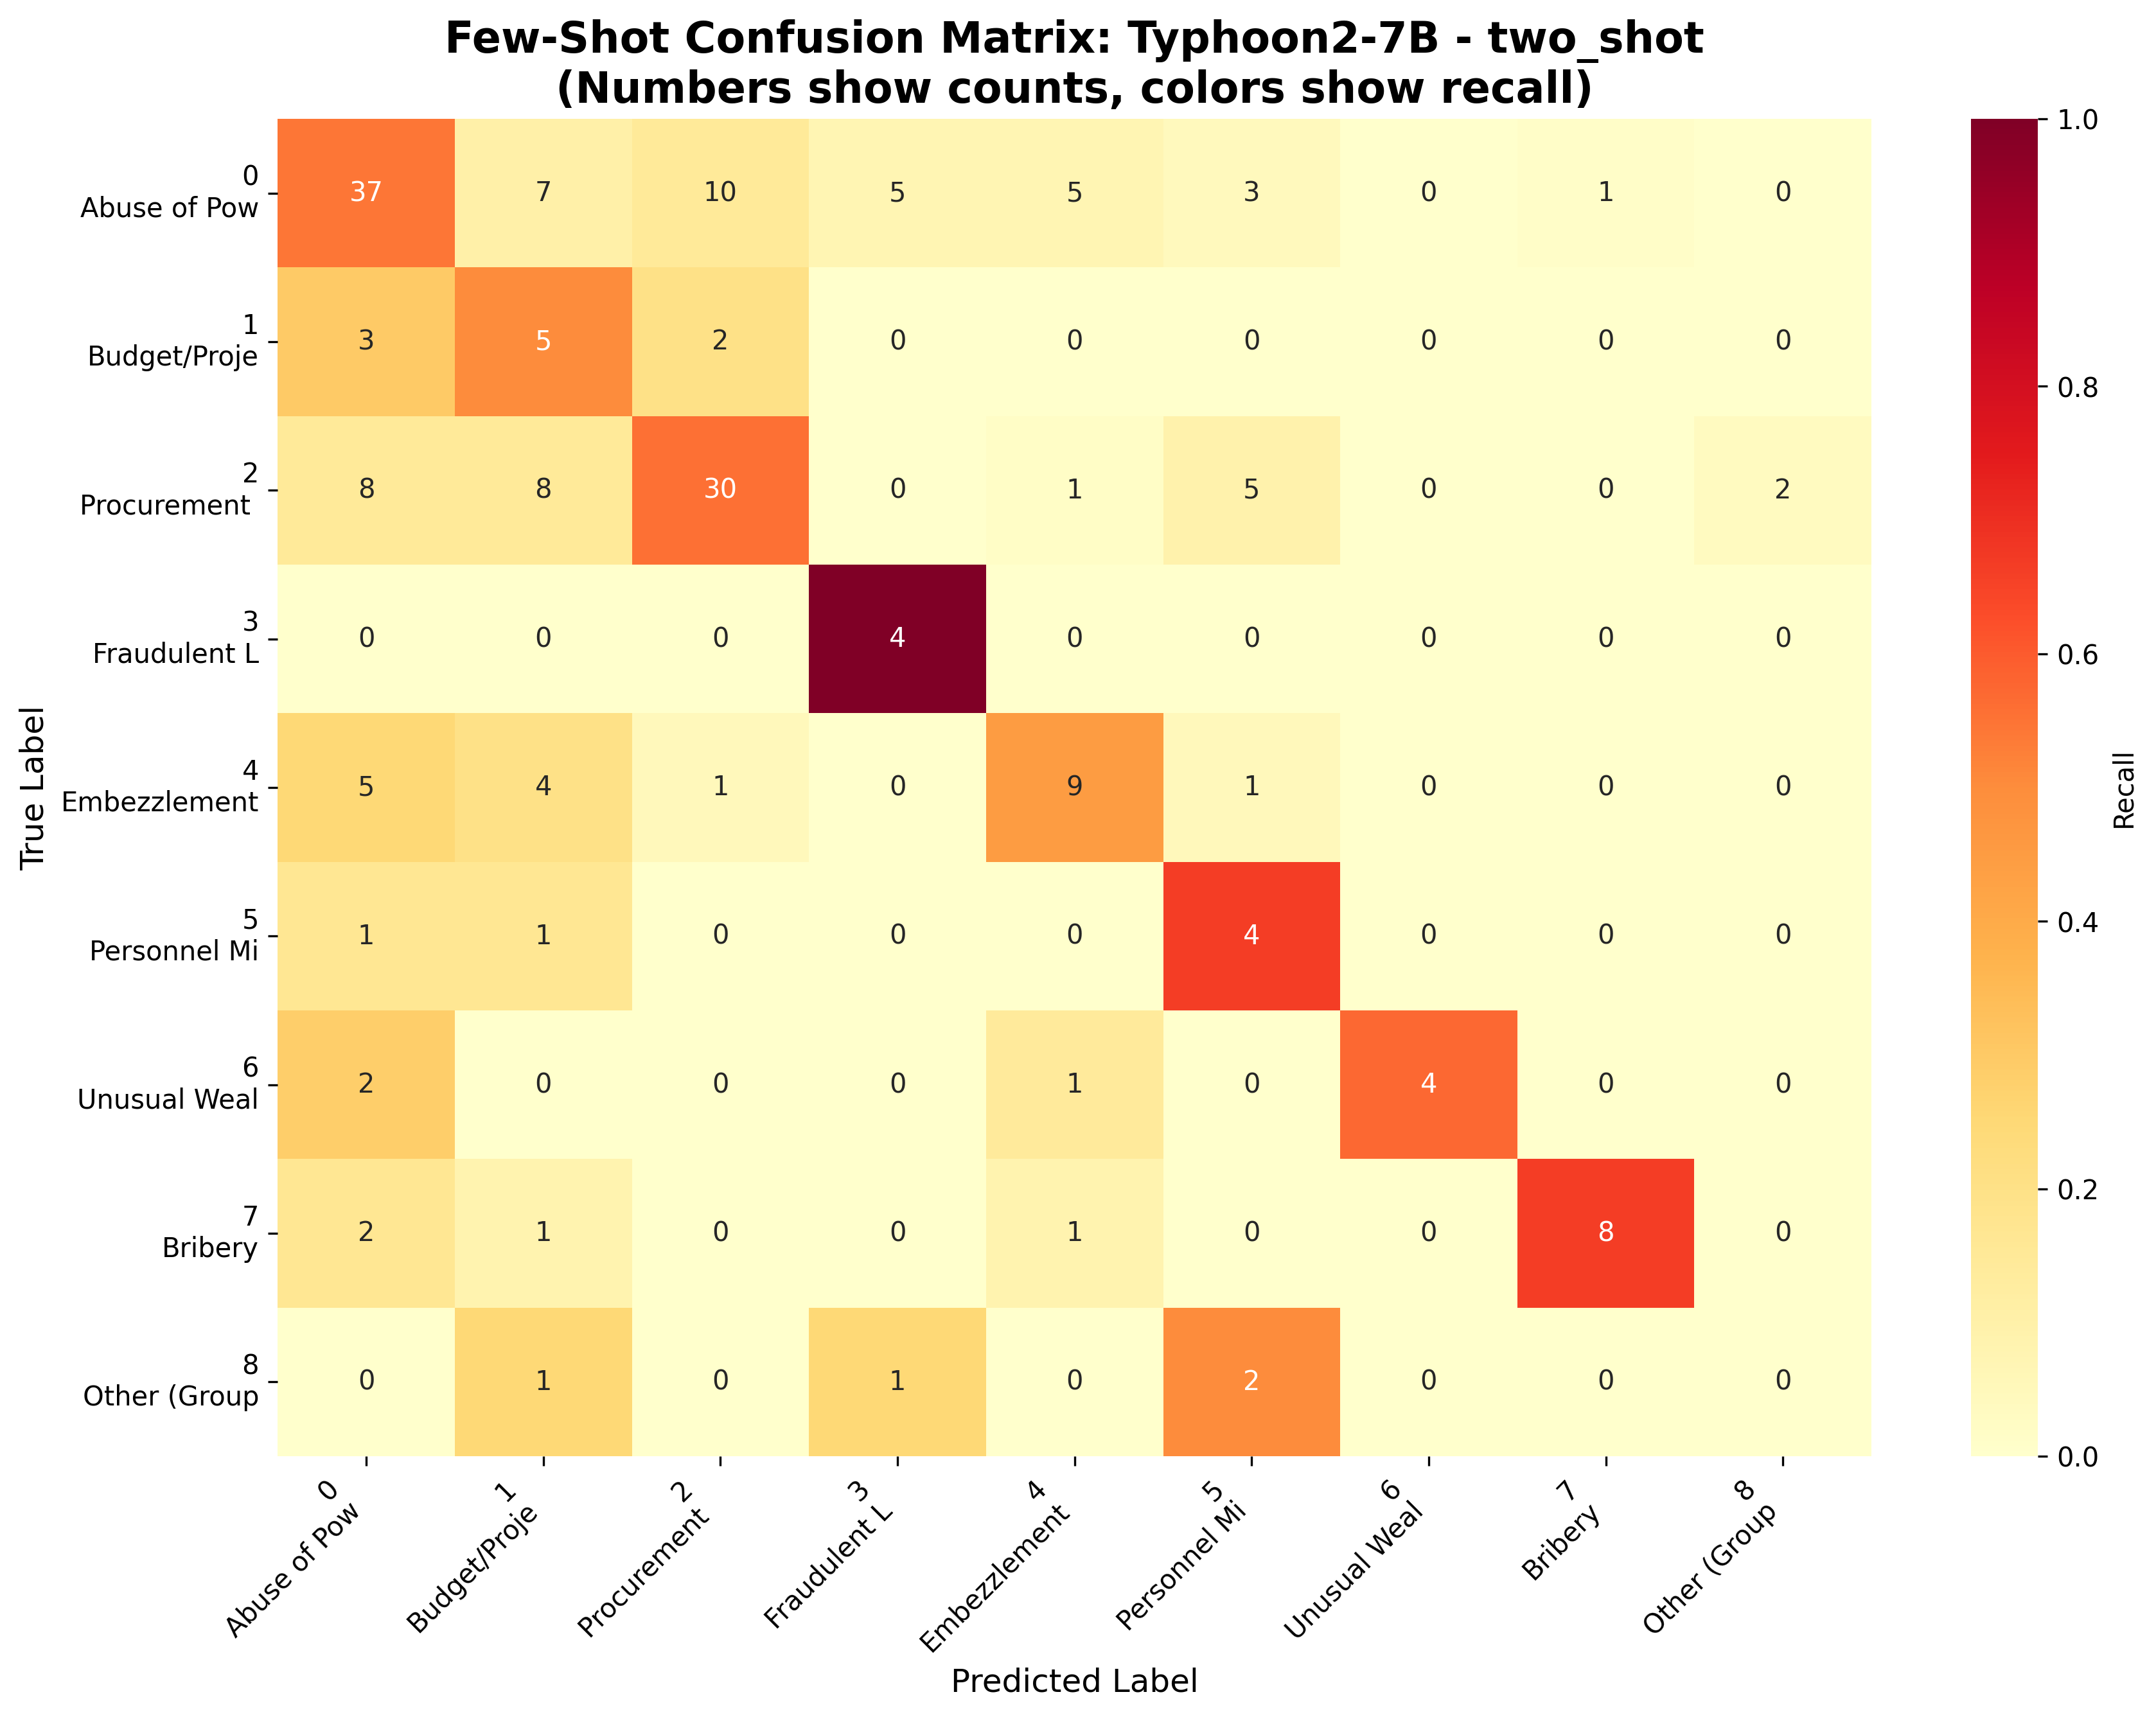 Few-Shot Confusion Matrix: Typhoon2-7B - two_shot
(Numbers show counts, colors show recall)
True Label
0
Abuse of Pow
37 7 10 5 5 3 0 1 0
1
Budget/Proje
3 5 2 0 0 0 0 0 0
2
Procurement
8 8 30 0 1 5 0 0 2
3
Fraudulent L
0 0 0 4 0 0 0 0 0
4
Embezzlement
5 4 1 0 9 1 0 0 0
5
Personnel Mi
1 1 0 0 0 4 0 0 0
6
Unusual Weal
2 0 0 0 1 0 4 0 0
7
Bribery
2 1 0 0 1 0 0 8 0
8
Other (Group
0 1 0 1 0 2 0 0 0
0
Abuse of Pow
1
Budget/Proje
2
Procurement
3
Fraudulent L
4
Embezzlement
5
Personnel Mi
6
Unusual Weal
7
Bribery
8
Other (Group
Predicted Label
1.0
0.8
0.6
0.4
0.2
0.0
Recall